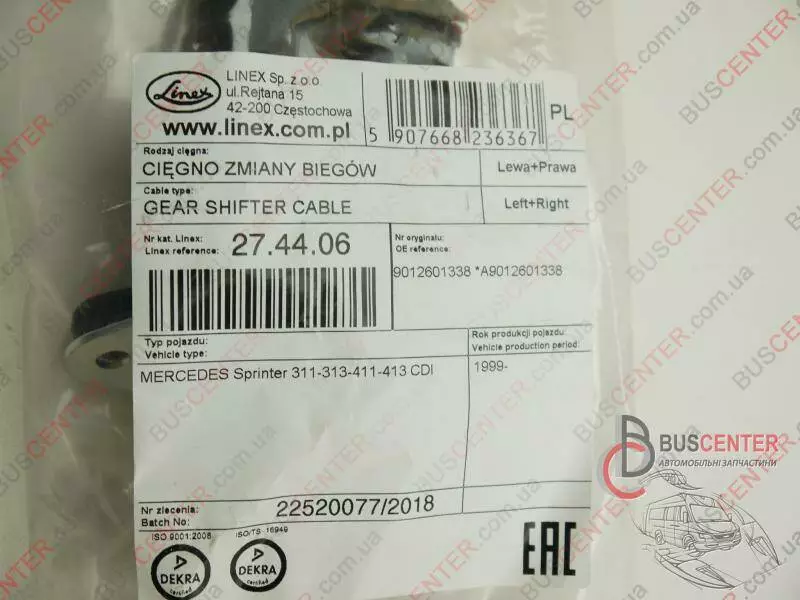 Linex
LINEX Sp. z o.o.
ul.Rejtana 15
42-200 Częstochowa
www.linex.com.pl
5 907668 236367
PL
Rodzaj cięgna:
CIĘGNO ZMIANY BIEGÓW
Lewa+Prawa
Cable type:
GEAR SHIFTER CABLE
Left+Right
Nr kat. Linex:
Linex reference:
27.44.06
Nr oryginału:
OE reference:
9012601338 *A9012601338
Typ pojazdu:
Vehicle type:
Rok produkcji pojazdu:
Vehicle production period:
MERCEDES Sprinter 311-313-411-413 CDI
1999-
Nr zlecenia:
Batch No:
22520077/2018
ISO 9001:2008
ISO/TS 16949
DEKRA
certified
DEKRA
certified
EAC
BUSCENTER
АВТОМОБІЛЬНІ ЗАПЧАСТИНИ
BUSCENTER.com.ua